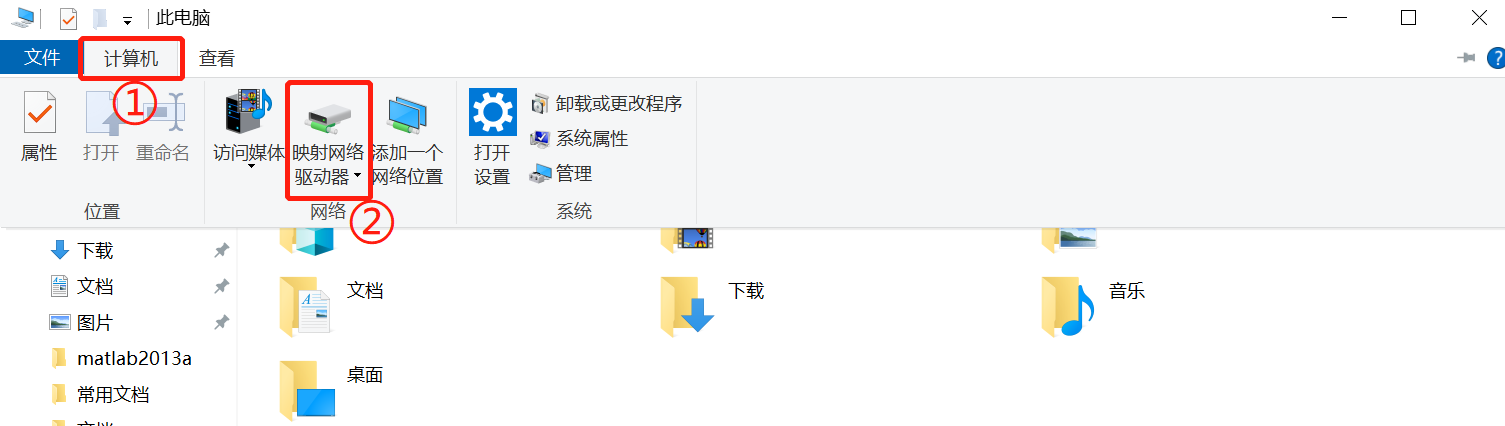 此电脑
文件 计算机 查看
①
属性 打开 重命名 访问媒体 映射网络驱动器 添加一个网络位置 打开设置 卸载或更改程序
系统属性
管理
位置 网络 系统
②
下载
文档
图片
matlab2013a
常用文档
文档 下载 音乐
桌面